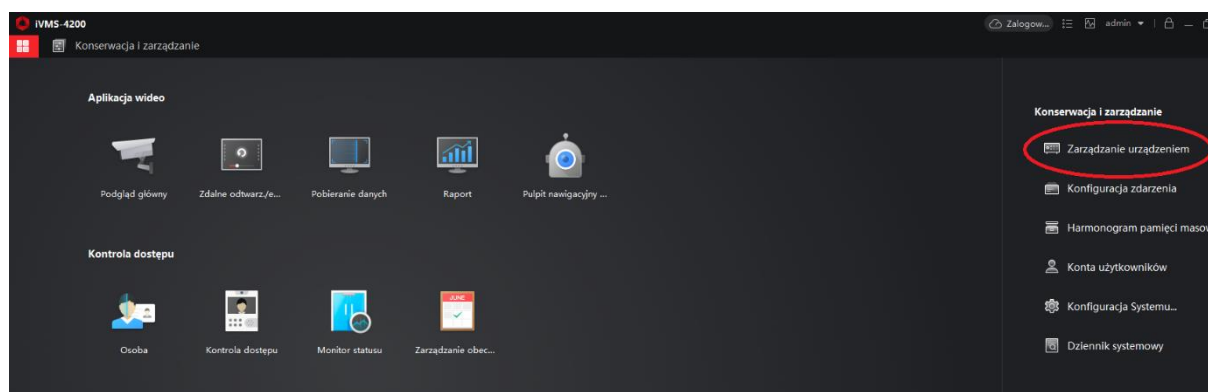 iVMS-4200
Zalogow...
admin
Konserwacja i zarządzanie
Aplikacja wideo
Podgląd główny
Zdalne odtwarz./e...
Pobieranie danych
Raport
Pulpit nawigacyjny ...
Kontrola dostępu
JUNE
Osoba
Kontrola dostępu
Monitor statusu
Zarządzanie obec...
Konserwacja i zarządzanie
Zarządzanie urządzeniem
Konfiguracja zdarzenia
Harmonogram pamięci masow
Konta użytkowników
Konfiguracja Systemu...
Dziennik systemowy